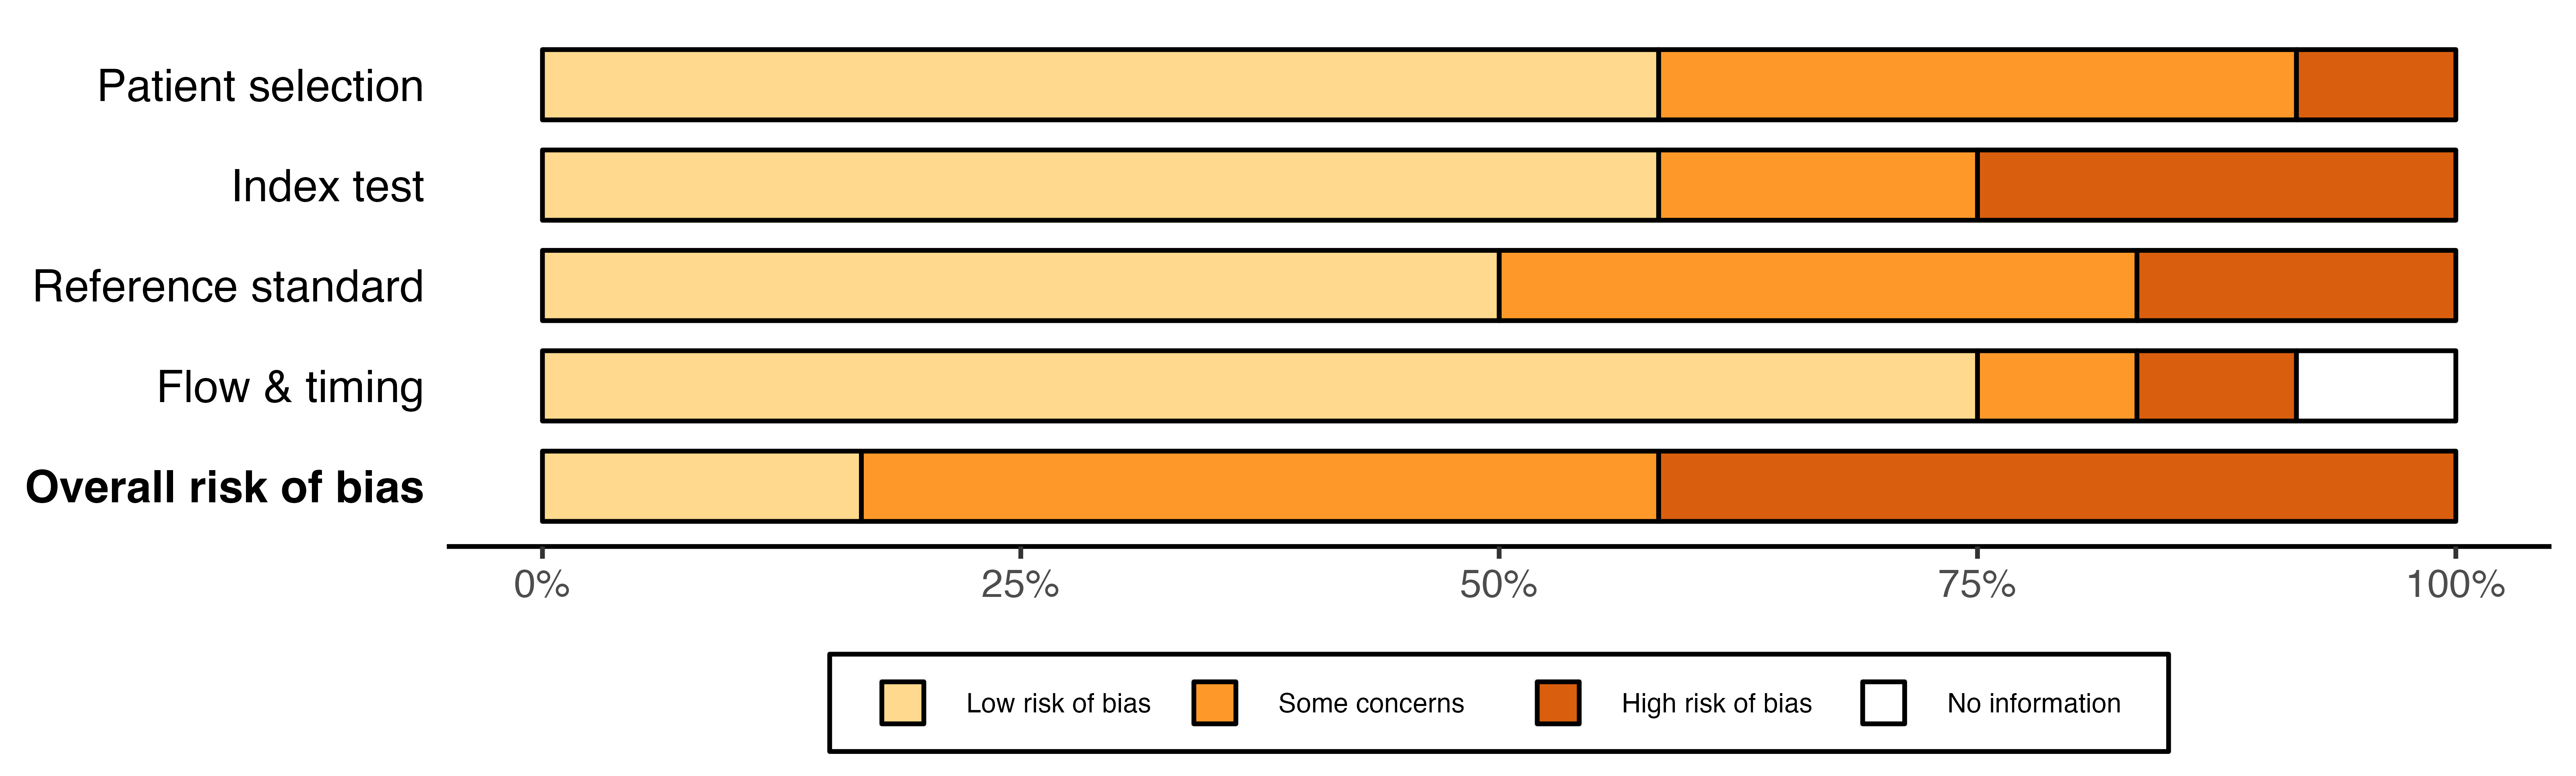 Patient selection
Index test
Reference standard
Flow & timing
Overall risk of bias
0% 25% 50% 75% 100%
Low risk of bias Some concerns High risk of bias No information